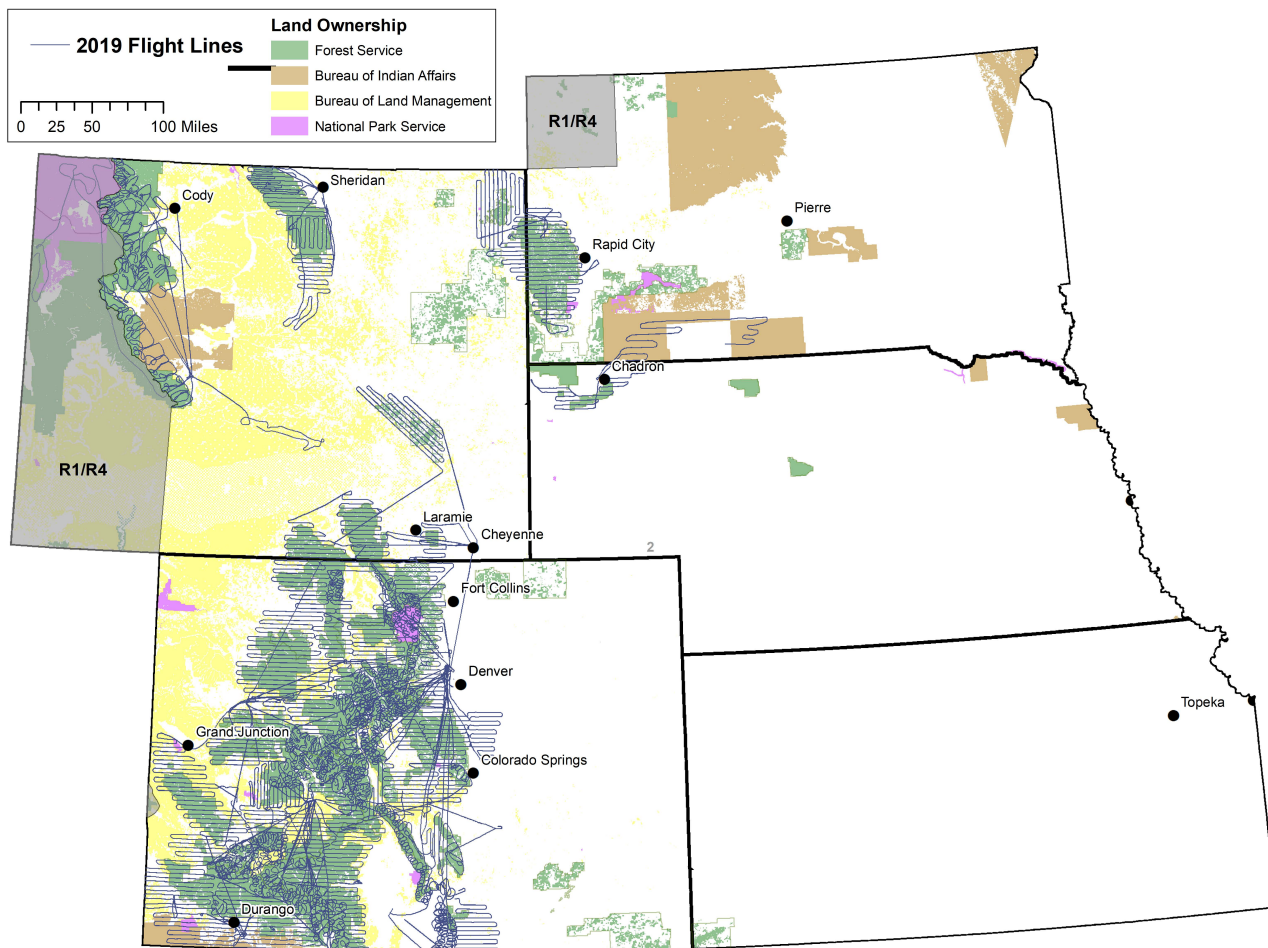 2019 Flight Lines
0 25 50 100 Miles
Land Ownership
Forest Service
Bureau of Indian Affairs
Bureau of Land Management
National Park Service
R1/R4
Sheridan
Cody
Pierre
Rapid City
Chadron
R1/R4
Laramie
Cheyenne
2
Fort Collins
Denver
Topeka
Grand Junction
Colorado Springs
Durango